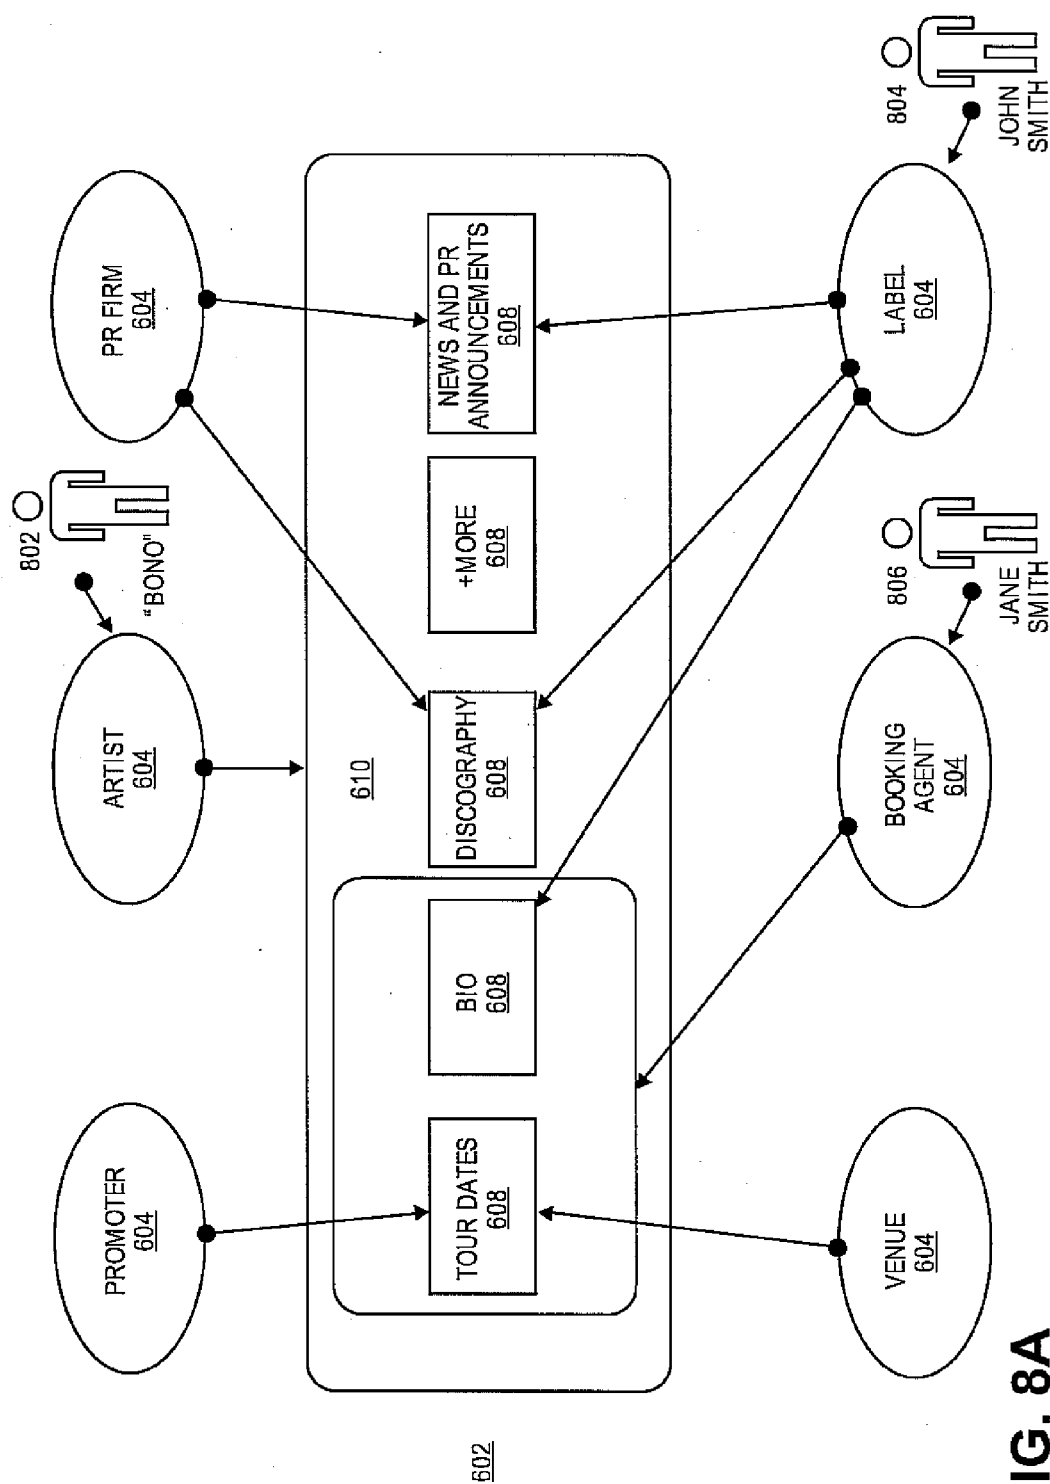 602
PROMOTER
604
ARTIST
604
802
"BONO"
PR FIRM
604
610
TOUR DATES
608
BIO
608
DISCOGRAPHY
608
+MORE
608
NEWS AND PR
ANNOUNCEMENTS
608
VENUE
604
BOOKING
AGENT
604
806
JANE
SMITH
LABEL
604
804
JOHN
SMITH
IG. 8A